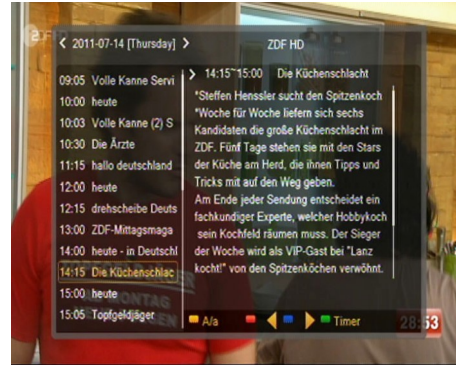 2011-07-14 [Thursday]
ZDF HD
09:05 Volle Kanne Servi
10:00 heute
10:03 Volle Kanne (2) S
10:30 Die Ärzte
11:15 hallo deutschland
12:00 heute
12:15 drehscheibe Deuts
13:00 ZDF-Mittagsmaga
14:00 heute - in Deutschl
14:15 Die Küchenschlac
15:00 heute
15:05 Topfgeldjäger
14:15~15:00 Die Küchenschlacht
"Steffen Henssler sucht den Spitzenkoch
"Woche für Woche liefern sich sechs
Kandidaten die große Küchenschlacht im
ZDF. Fünf Tage stehen sie mit den Stars
der Küche am Herd, die ihnen Tipps und
Tricks mit auf den Weg geben.
Am Ende jeder Sendung entscheidet ein
fachkundiger Experte, welcher Hobbykoch
sein Kochfeld räumen muss. Der Sieger
der Woche wird als VIP-Gast bei "Lanz
kocht!" von den Spitzenköchen verwöhnt.
A/a
Timer
28:53